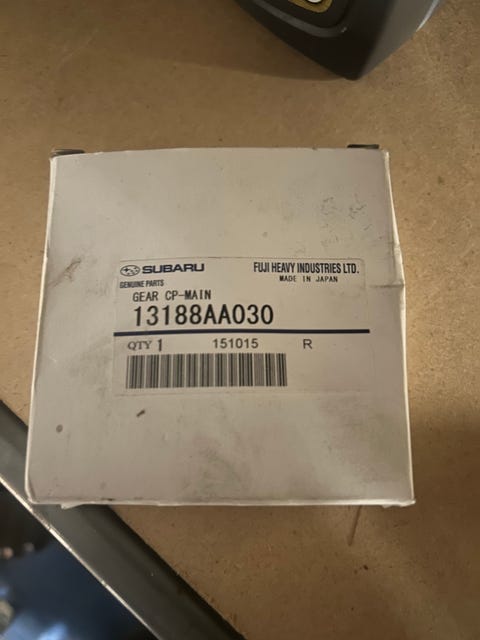 SUBARU
FUJI HEAVY INDUSTRIES LTD.
GENUINE PARTS
MADE IN JAPAN
GEAR CP-MAIN
13188AA030
QTY 1 151015 R